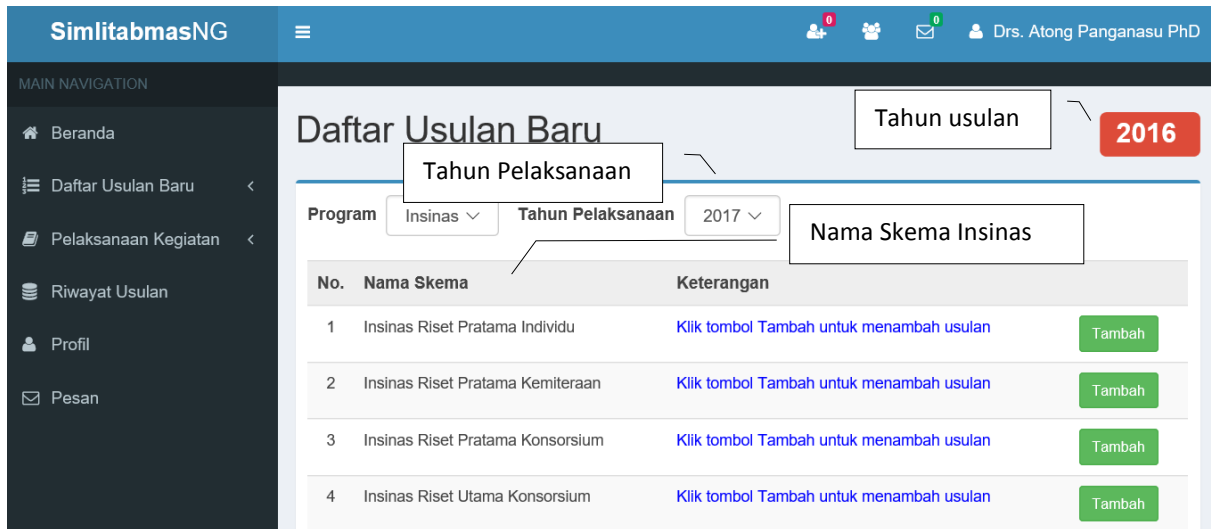 SimlitabmasNG
0
0
Drs. Atong Panganasu PhD
MAIN NAVIGATION
Beranda
Daftar Usulan Baru
Pelaksanaan Kegiatan
Riwayat Usulan
Profil
Pesan
Daftar Usulan Baru
Tahun usulan
2016
Tahun Pelaksanaan
Program Insinas Tahun Pelaksanaan 2017
Nama Skema Insinas
No. Nama Skema Keterangan
1 Insinas Riset Pratama Individu Klik tombol Tambah untuk menambah usulan Tambah
2 Insinas Riset Pratama Kemiteraan Klik tombol Tambah untuk menambah usulan Tambah
3 Insinas Riset Pratama Konsorsium Klik tombol Tambah untuk menambah usulan Tambah
4 Insinas Riset Utama Konsorsium Klik tombol Tambah untuk menambah usulan Tambah